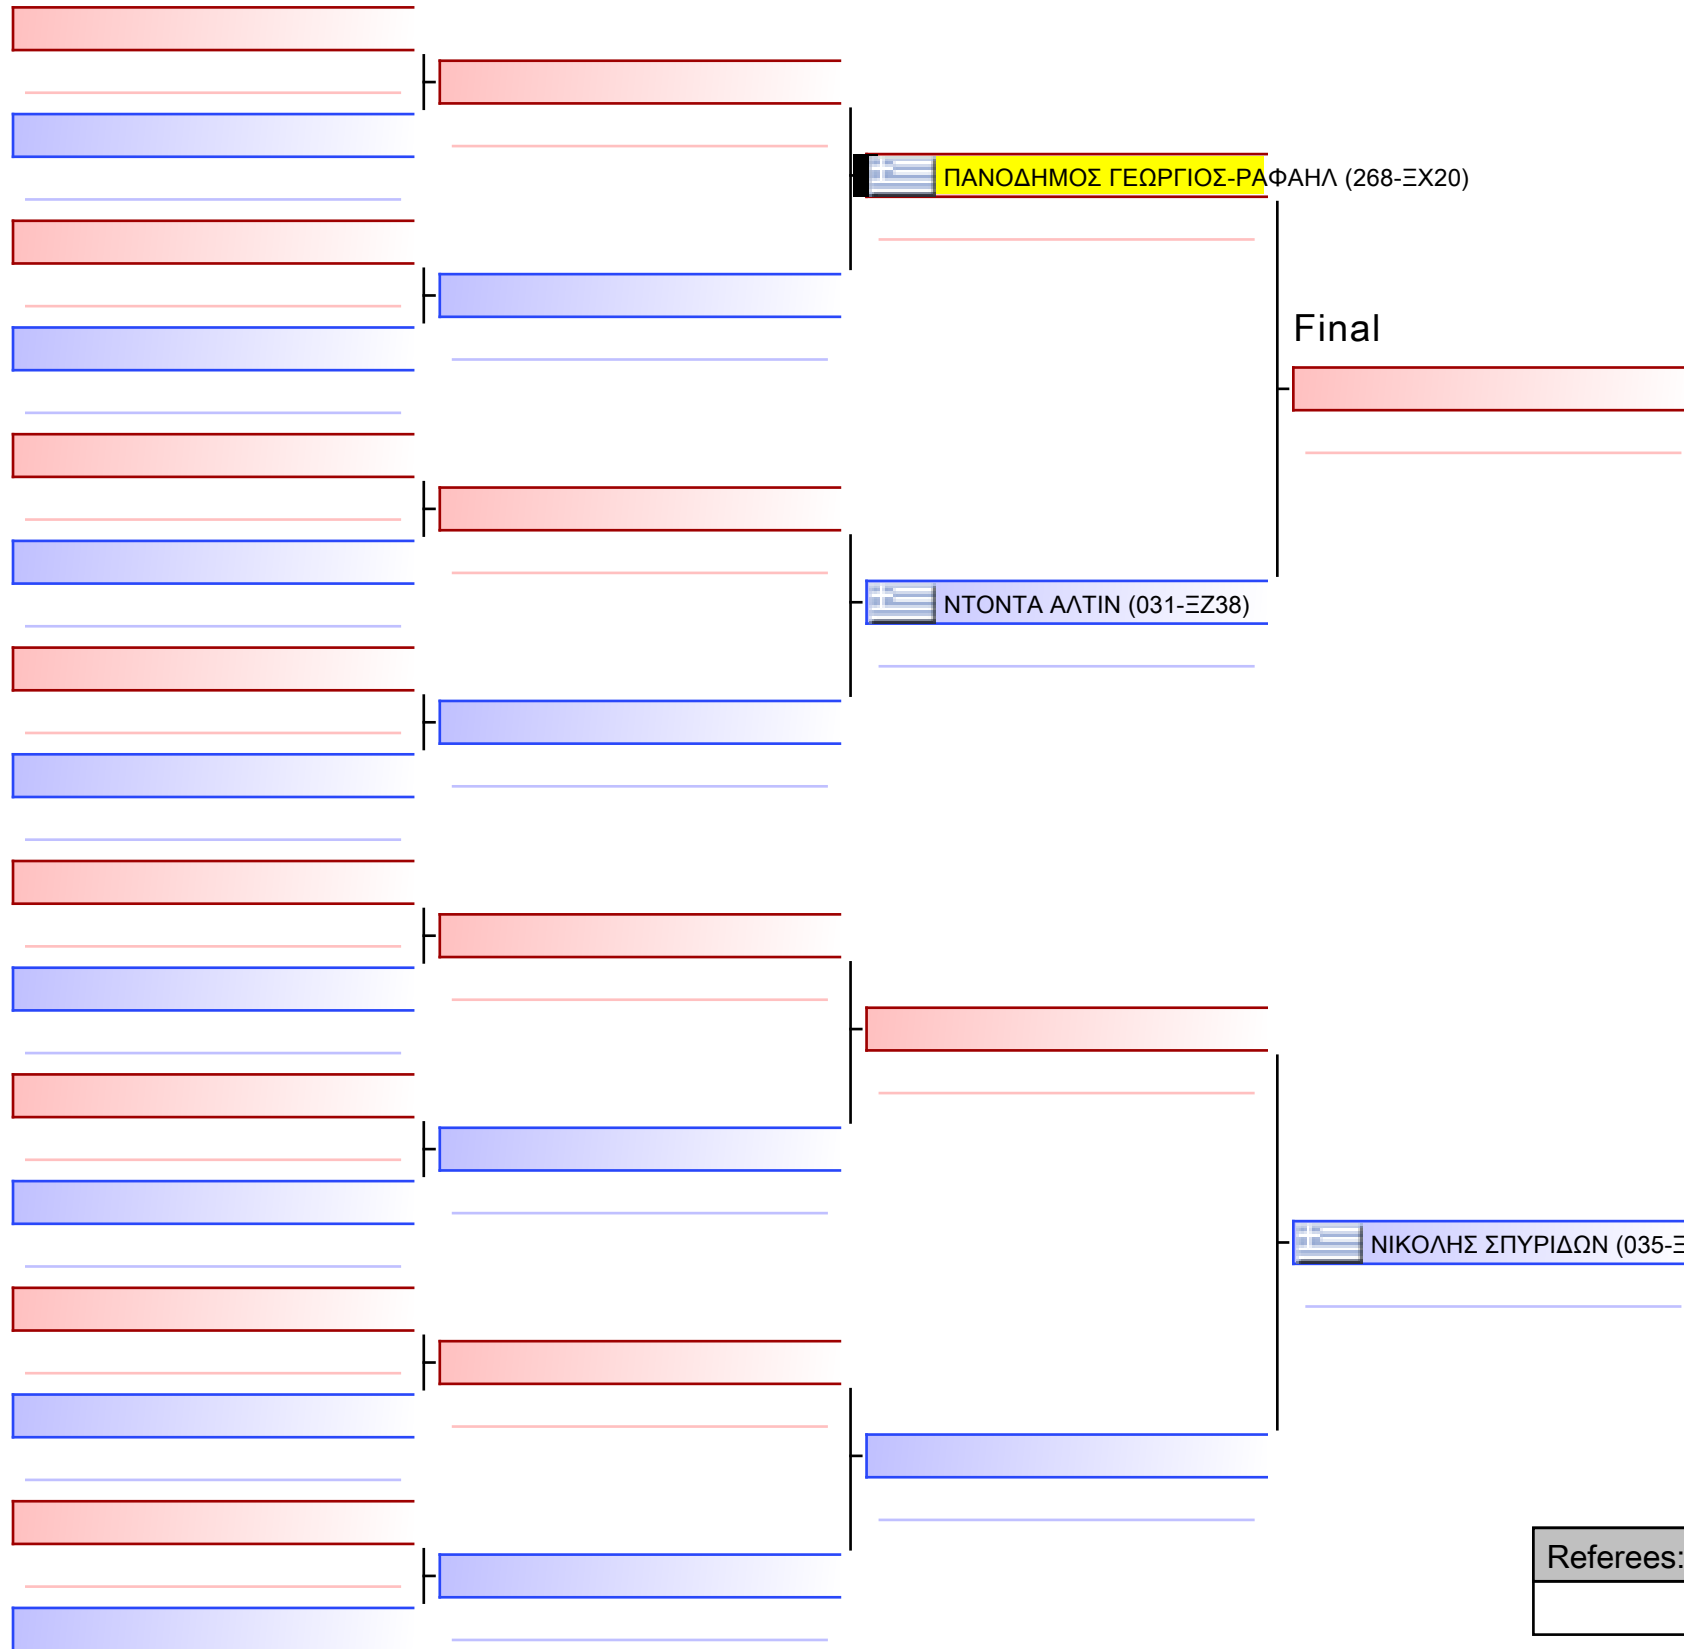 ΠΑΝΟΔΗΜΟΣ ΓΕΩΡΓΙΟΣ-ΡΑΦΑΗΛ (268-ΞΧ20)
Final
ΝΤΟΝΤΑ ΑΛΤΙΝ (031-ΞΖ38)
ΝΙΚΟΛΗΣ ΣΠΥΡΙΔΩΝ (035-Ξ
Referees: